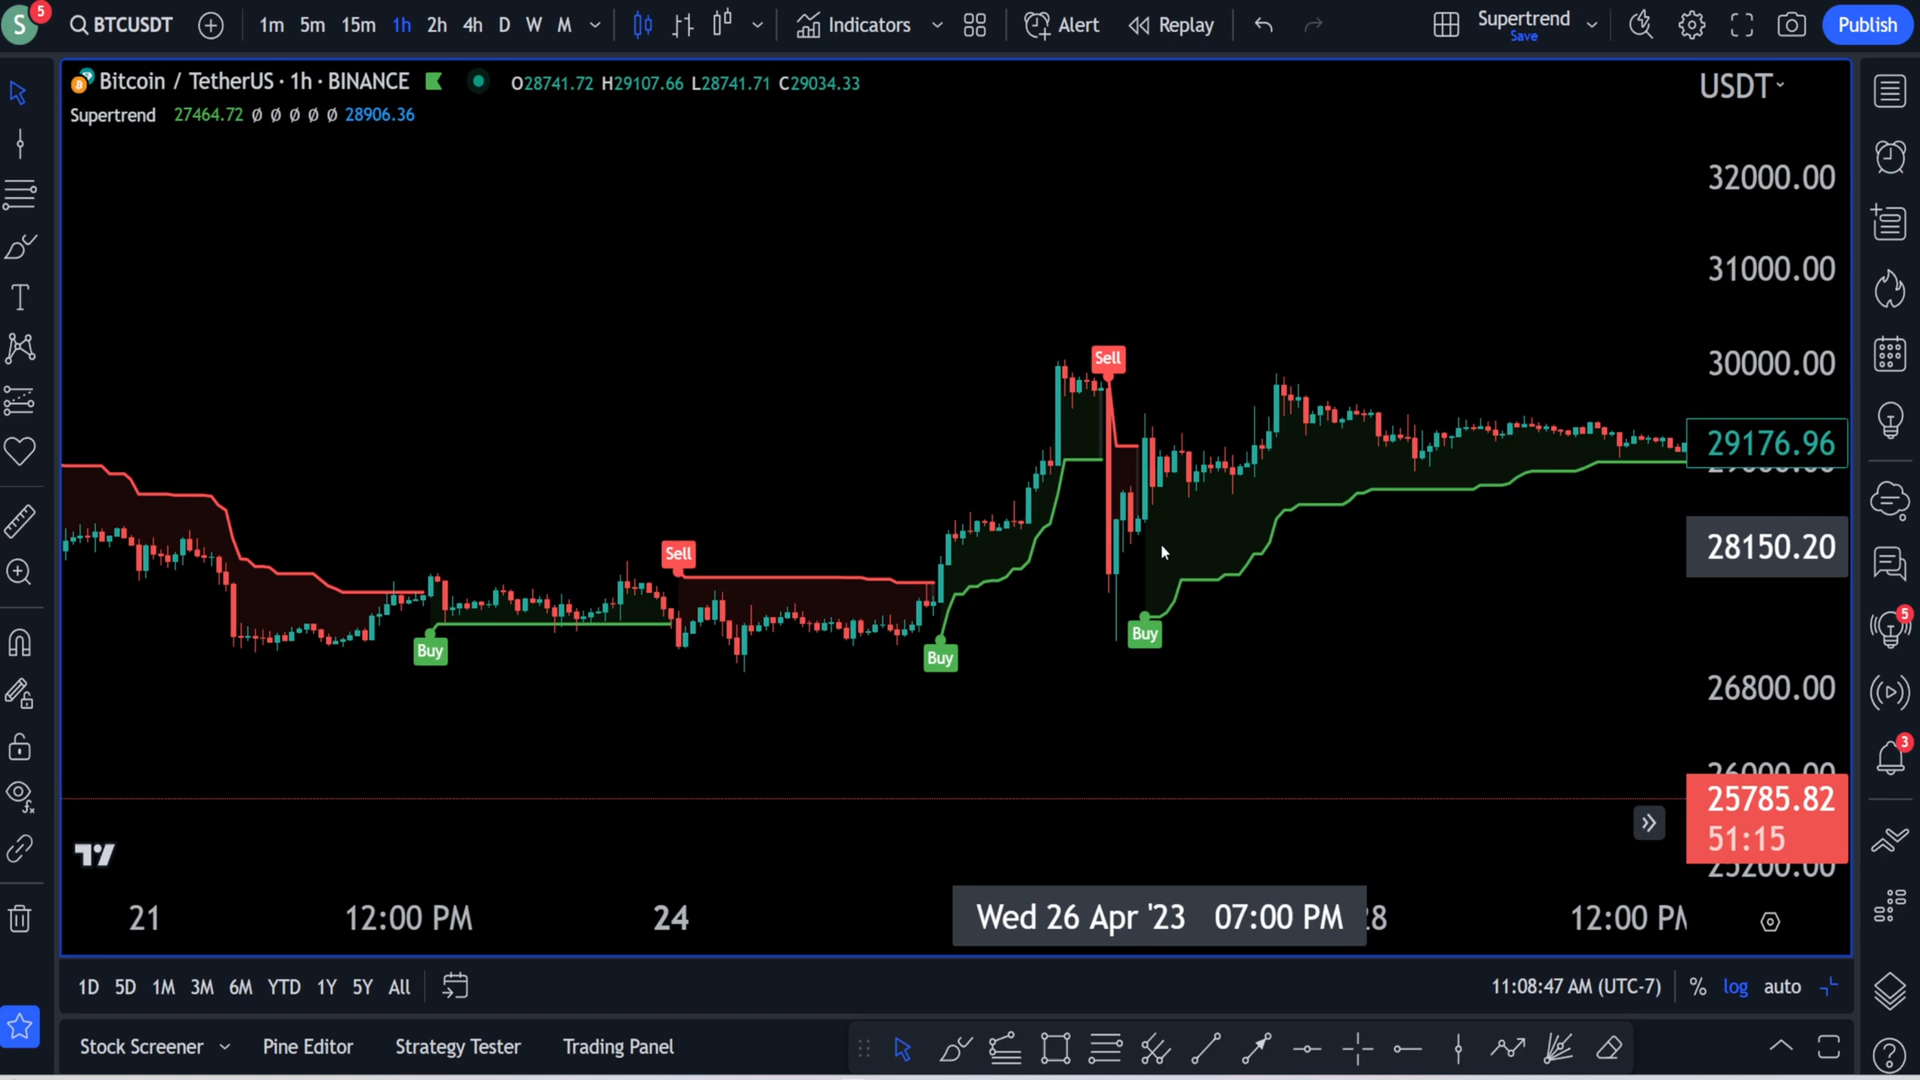 S 5 BTCUSDT 1m 5m 15m 1h 2h 4h D W M Indicators Alert Replay Supertrend Save Publish
Bitcoin / TetherUS · 1h · BINANCE O28741.72 H29107.66 L28741.71 C29034.33
USDT
Supertrend 27464.72 Ø Ø Ø Ø Ø 28906.36
32000.00
31000.00
Sell
30000.00
29176.96
Sell
28150.20
Buy
Buy
Buy
26800.00
25785.82
51:15
21 12:00 PM 24 Wed 26 Apr '23 07:00 PM 28
1D 5D 1M 3M 6M YTD 1Y 5Y All 11:08:47 AM (UTC-7) % log auto
Stock Screener Pine Editor Strategy Tester Trading Panel
5
3